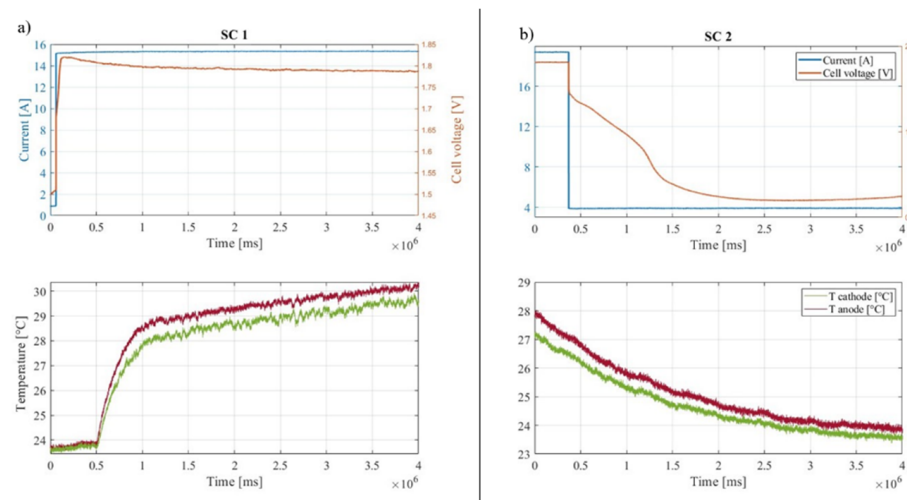 a)
SC 1
16
14
12
10
8
6
4
2
0
Current [A]
1.85
1.8
1.75
1.7
1.65
1.6
1.55
1.5
1.45
Cell voltage [V]
0 0.5 1 1.5 2 2.5 3 3.5 4
Time [ms]
×10⁶
30
29
28
27
26
25
24
Temperature [°C]
0 0.5 1 1.5 2 2.5 3 3.5 4
Time [ms]
×10⁶
b)
SC 2
Current [A]
Cell voltage [V]
16
12
8
4
0 0.5 1 1.5 2 2.5 3 3.5 4
Time [ms]
×10⁶
T cathode [°C]
T anode [°C]
29
28
27
26
25
24
23
0 0.5 1 1.5 2 2.5 3 3.5 4
Time [ms]
×10⁶